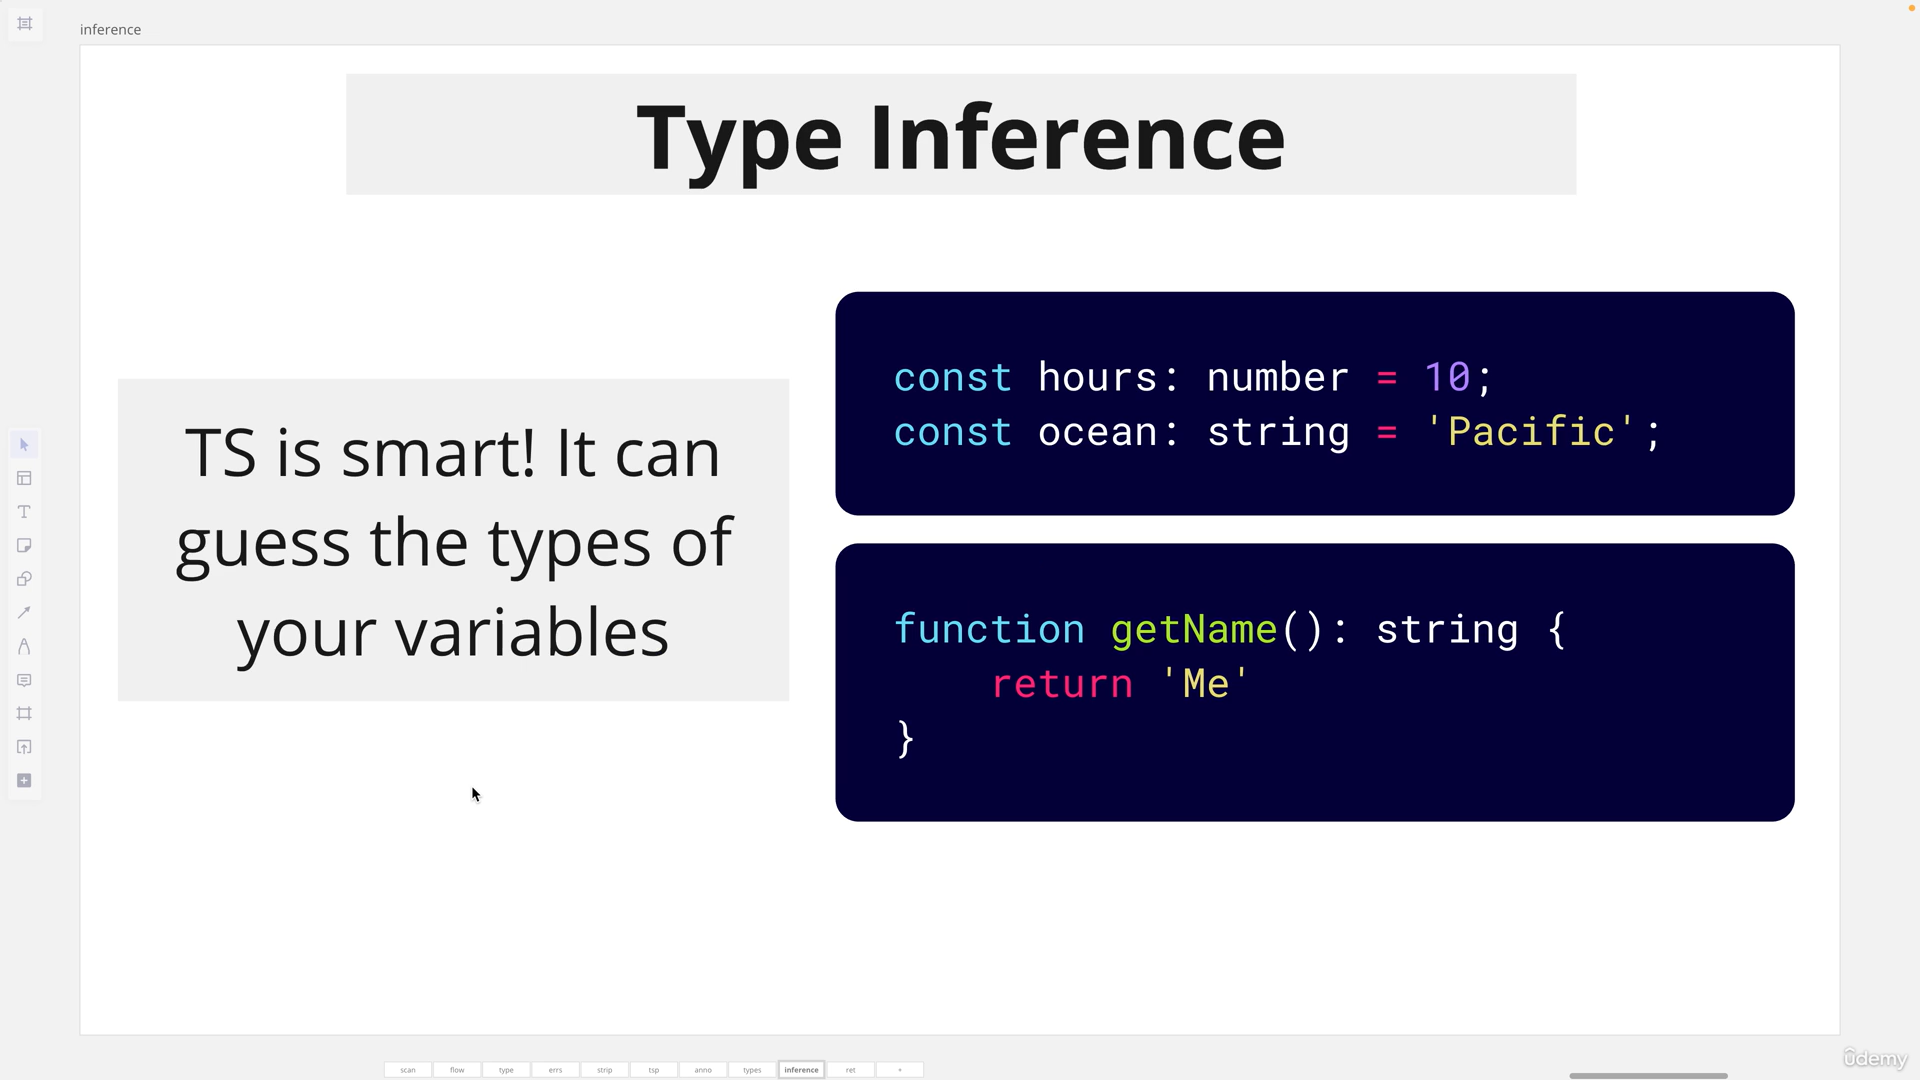 inference
Type Inference
TS is smart! It can
guess the types of
your variables
const hours: number = 10;
const ocean: string = 'Pacific';
function getName(): string {
    return 'Me'
}
scan
flow
type
errs
strip
tsp
anno
types
inference
ret
+
ûdemy